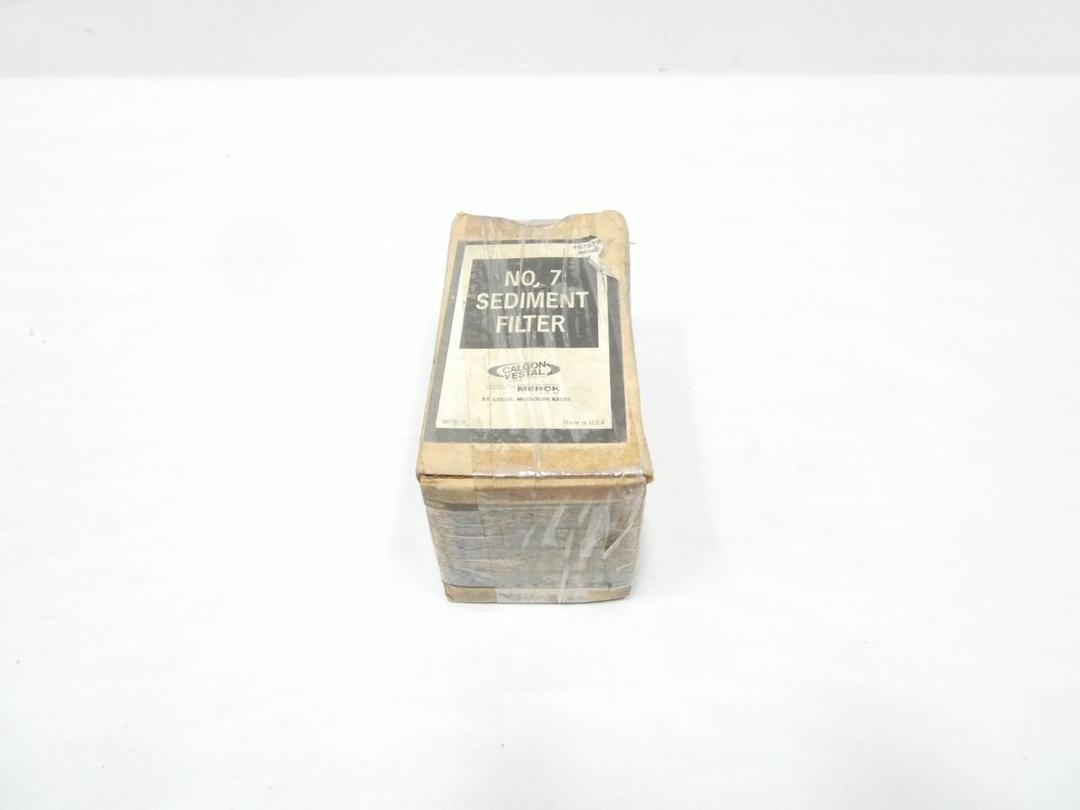 NO. 7
SEDIMENT
FILTER
CALGON
VESTAL
MERCK
ST. LOUIS, MISSOURI
Made in U.S.A.